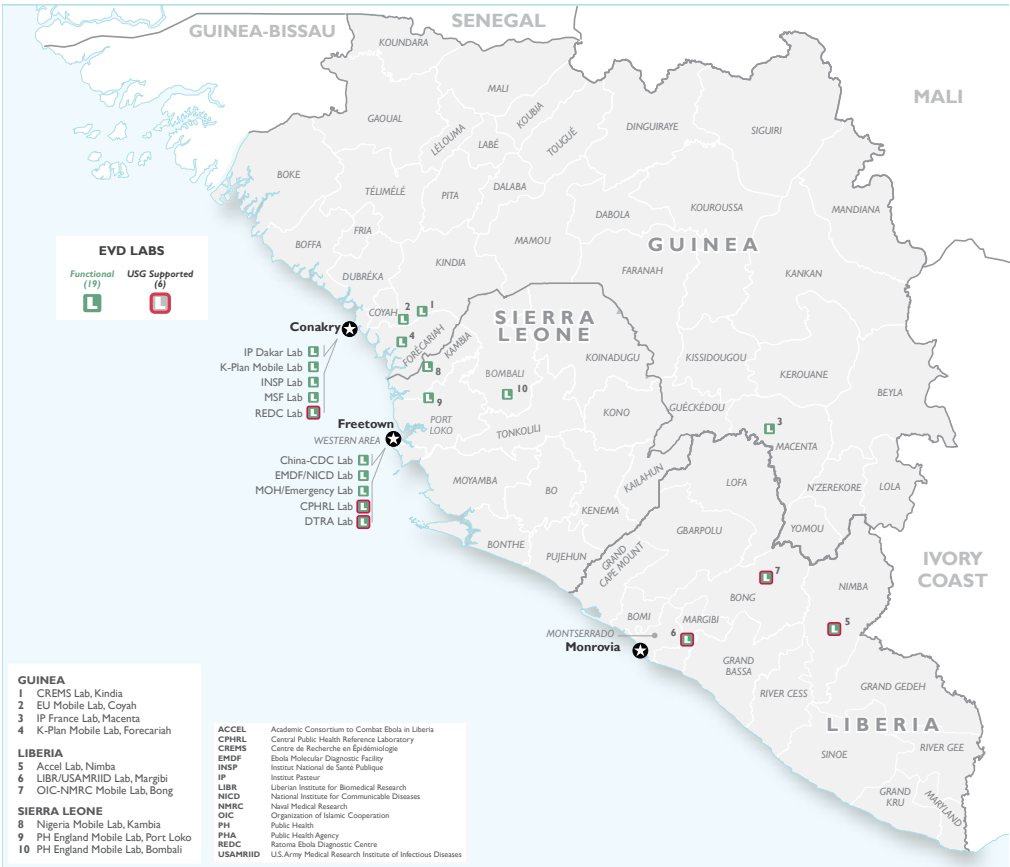 GUINEA-BISSAU
SENEGAL
MALI
KOUNDARA
MALI
GAOUAL
LÉLOUMA
KOUBIA
LABÉ
TOUGUÉ
DINGUIRAYE
SIGUIRI
BOKE
TÉLIMÉLÉ
PITA
DALABA
DABOLA
KOUROUSSA
MANDIANA
FRIA
BOFFA
MAMOU
GUINEA
KINDIA
FARANAH
KANKAN
DUBRÉKA
EVD LABS
Functional
(19)
USG Supported
(6)
L
L
COYAH
2
1
4
FORÉCARIAH
KAMBIA
SIERRA
LEONE
KOINADUGU
KISSIDOUGOU
KEROUANE
BEYLA
Conakry
IP Dakar Lab L
K-Plan Mobile Lab L
INSP Lab L
MSF Lab L
REDC Lab L
8
9
BOMBALI
10
PORT
LOKO
KONO
GUÉCKÉDOU
3
MACENTA
Freetown
WESTERN AREA
TONKOLILI
China-CDC Lab L
EMDF/NICD Lab L
MOH/Emergency Lab L
CPHRL Lab L
DTRA Lab L
MOYAMBA
BO
KAILAHUN
KENEMA
LOFA
N'ZEREKORE
LOLA
YOMOU
GBARPOLU
BONTHE
PUJEHUN
GRAND
CAPE MOUNT
IVORY
COAST
7
BONG
NIMBA
5
BOMI
MARGIBI
6
MONTSERRADO
Monrovia
GRAND
BASSA
RIVER CESS
GRAND GEDEH
LIBERIA
SINOE
RIVER GEE
GRAND
KRU
MARYLAND
GUINEA
1 CREMS Lab, Kindia
2 EU Mobile Lab, Coyah
3 IP France Lab, Macenta
4 K-Plan Mobile Lab, Forecariah
LIBERIA
5 Accel Lab, Nimba
6 LIBR/USAMRIID Lab, Margibi
7 OIC-NMRC Mobile Lab, Bong
SIERRA LEONE
8 Nigeria Mobile Lab, Kambia
9 PH England Mobile Lab, Port Loko
10 PH England Mobile Lab, Bombali
ACCEL Academic Consortium to Combat Ebola in Liberia
CPHRL Central Public Health Reference Laboratory
CREMS Centre de Recherche en Épidémiologie
EMDF Ebola Molecular Diagnostic Facility
INSP Institut National de Santé Publique
IP Institut Pasteur
LIBR Liberian Institute for Biomedical Research
NICD National Institute for Communicable Diseases
NMRC Naval Medical Research
OIC Organization of Islamic Cooperation
PH Public Health
PHA Public Health Agency
REDC Ratoma Ebola Diagnostic Centre
USAMRIID U.S. Army Medical Research Institute of Infectious Diseases